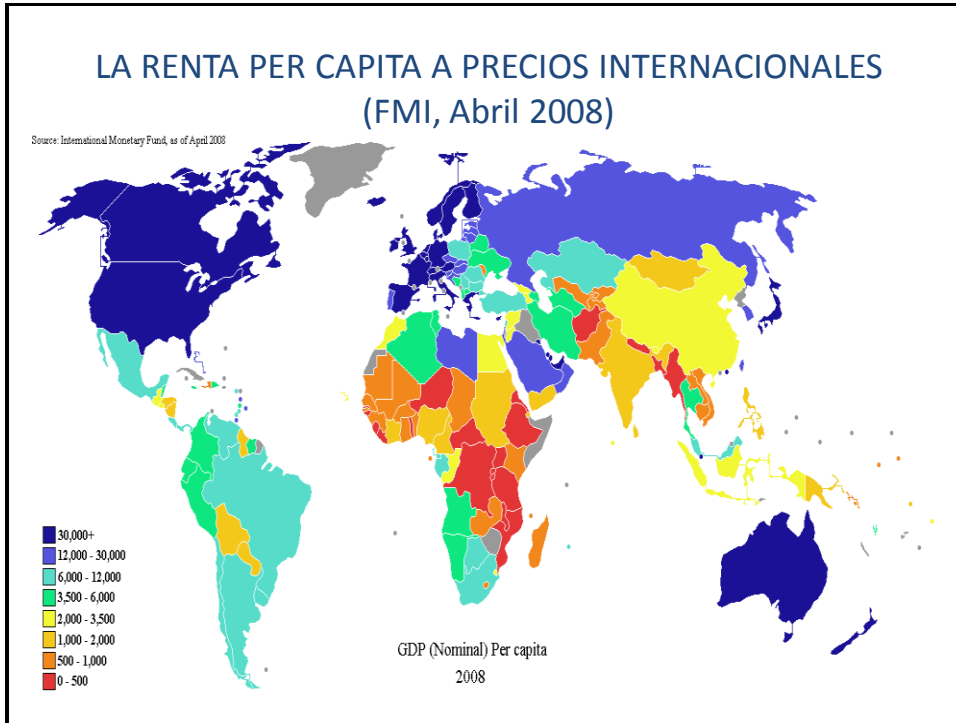 LA RENTA PER CAPITA A PRECIOS INTERNACIONALES
(FMI, Abril 2008)
Source: International Monetary Fund, as of April 2008
30,000+
12,000 - 30,000
6,000 - 12,000
3,500 - 6,000
2,000 - 3,500
1,000 - 2,000
500 - 1,000
0 - 500
GDP (Nominal) Per capita
2008